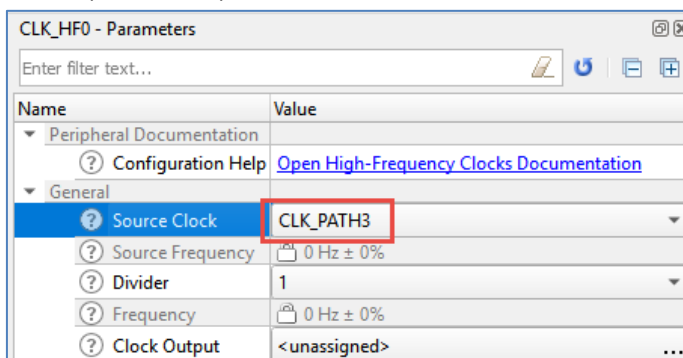 CLK_HF0 - Parameters
Enter filter text...
Name Value
Peripheral Documentation
Configuration Help Open High-Frequency Clocks Documentation
General
Source Clock CLK_PATH3
Source Frequency 0 Hz ± 0%
Divider 1
Frequency 0 Hz ± 0%
Clock Output <unassigned> ...